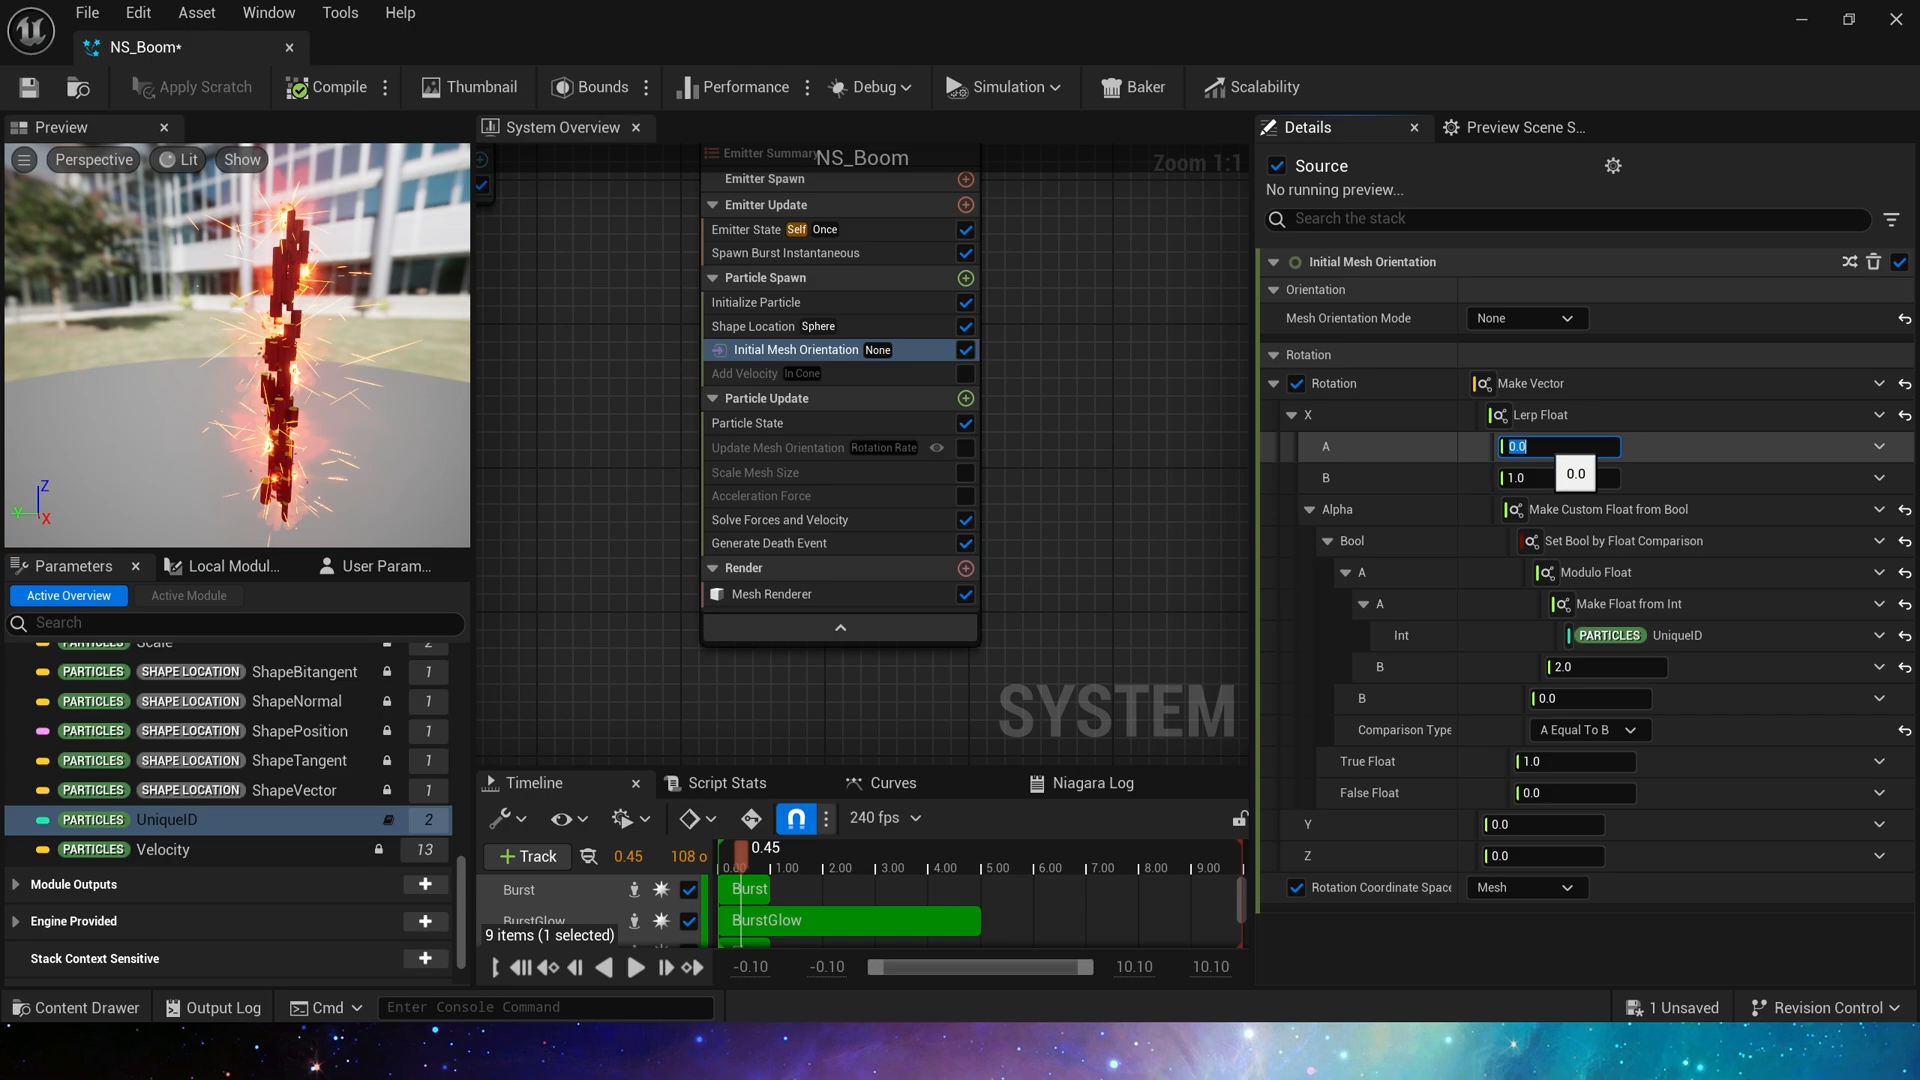 File Edit Asset Window Tools Help
NS_Boom*
Apply Scratch Compile Thumbnail Bounds Performance Debug Simulation Baker Scalability
Preview
System Overview
Details
Preview Scene S...
Perspective Lit Show
Emitter Summary
NS_Boom
Zoom 1:1
Emitter Spawn
Emitter Update
Emitter State Self Once
Spawn Burst Instantaneous
Particle Spawn
Initialize Particle
Shape Location Sphere
Initial Mesh Orientation None
Add Velocity In Cone
Particle Update
Particle State
Update Mesh Orientation Rotation Rate
Scale Mesh Size
Acceleration Force
Solve Forces and Velocity
Generate Death Event
Render
Mesh Renderer
SYSTEM
Z
Y
X
Source
No running preview...
Search the stack
Initial Mesh Orientation
Orientation
Mesh Orientation Mode None
Rotation
Rotation Make Vector
X Lerp Float
A 0.0
0.0
B 1.0
Alpha Make Custom Float from Bool
Bool Set Bool by Float Comparison
A Modulo Float
A Make Float from Int
Int PARTICLES UniqueID
B 2.0
B 0.0
Comparison Type A Equal To B
True Float 1.0
False Float 0.0
Y 0.0
Z 0.0
Rotation Coordinate Space Mesh
Parameters Local Modul... User Param...
Active Overview Active Module
Search
PARTICLES Scale 2
PARTICLES SHAPE LOCATION ShapeBitangent 1
PARTICLES SHAPE LOCATION ShapeNormal 1
PARTICLES SHAPE LOCATION ShapePosition 1
PARTICLES SHAPE LOCATION ShapeTangent 1
PARTICLES SHAPE LOCATION ShapeVector 1
PARTICLES UniqueID 2
PARTICLES Velocity 13
Module Outputs
Engine Provided
Stack Context Sensitive
Timeline Script Stats Curves Niagara Log
240 fps
Track 0.45 108 o
0.45
0.00 1.00 2.00 3.00 4.00 5.00 6.00 7.00 8.00 9.00
Burst Burst
BurstGlow BurstGlow
9 items (1 selected)
-0.10 -0.10 10.10 10.10
Content Drawer Output Log Cmd Enter Console Command 1 Unsaved Revision Control